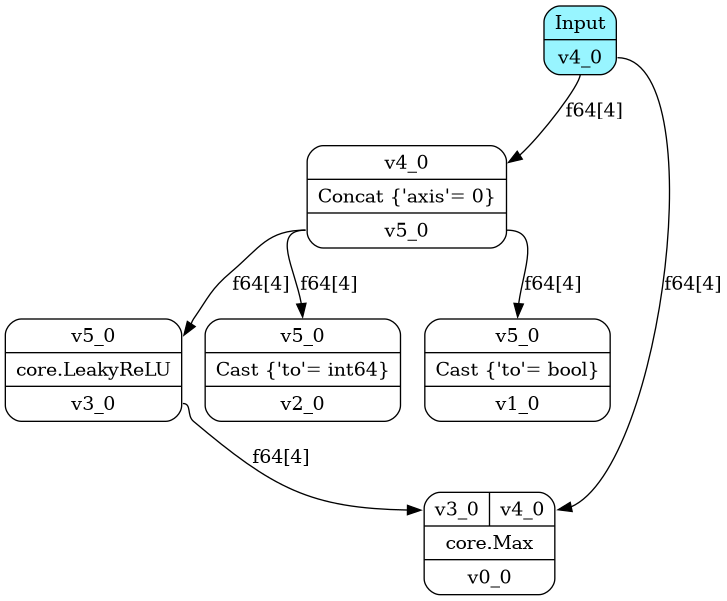 Input
v4_0
f64[4]
v4_0
Concat {'axis'= 0}
v5_0
f64[4]
f64[4]
f64[4]
f64[4]
v5_0
core.LeakyReLU
v3_0
v5_0
Cast {'to'= int64}
v2_0
v5_0
Cast {'to'= bool}
v1_0
f64[4]
v3_0
v4_0
core.Max
v0_0